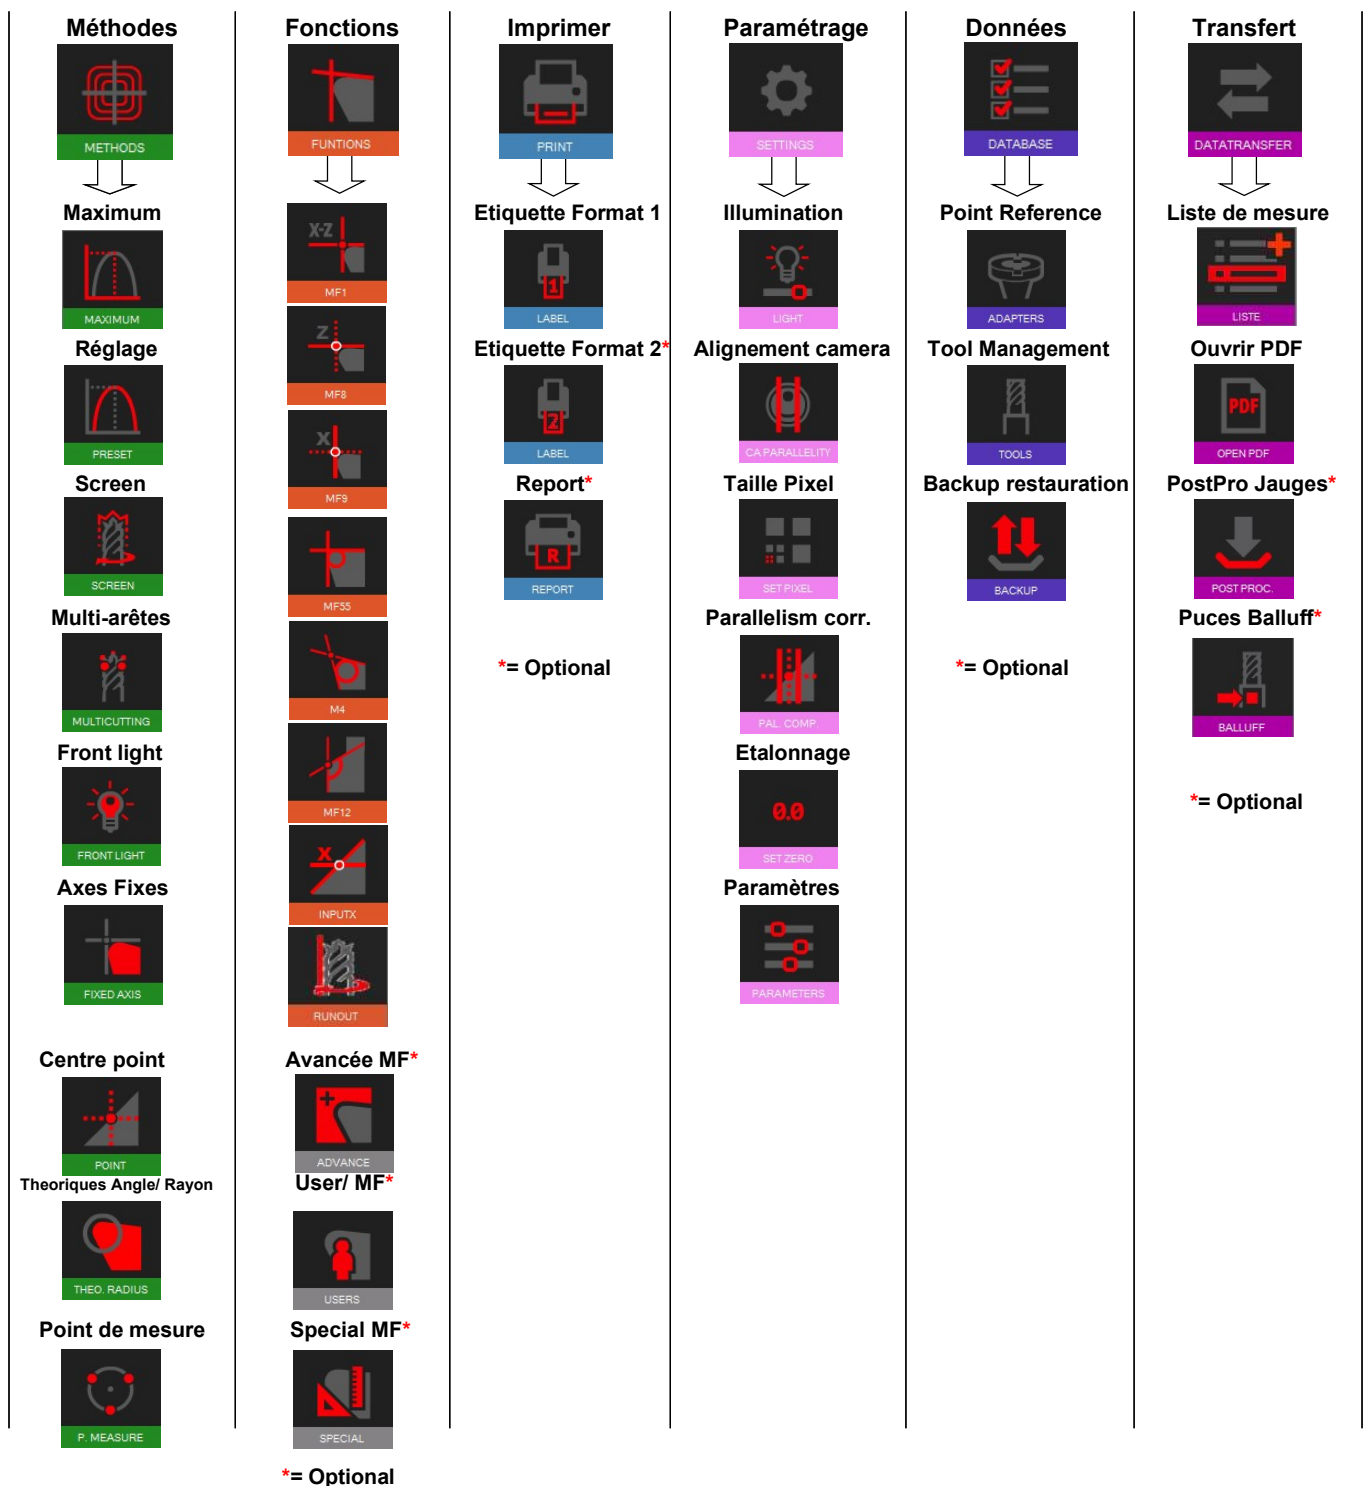 Méthodes
METHODS
Maximum
MAXIMUM
Réglage
PRESET
Screen
SCREEN
Multi-arêtes
MULTICUTTING
Front light
FRONT LIGHT
Axes Fixes
FIXED AXIS
Centre point
POINT
Theoriques Angle/ Rayon
THEO. RADIUS
Point de mesure
P. MEASURE
Fonctions
FUNTIONS
X-Z
MF1
Z
MF8
X
MF9
MF55
M4
MF12
X
INPUTX
RUNOUT
Avancée MF*
ADVANCE
User/ MF*
USERS
Special MF*
SPECIAL
*= Optional
Imprimer
PRINT
Etiquette Format 1
1
LABEL
Etiquette Format 2*
2
LABEL
Report*
R
REPORT
*= Optional
Paramétrage
SETTINGS
Illumination
LIGHT
Alignement camera
CA PARALLELITY
Taille Pixel
SET PIXEL
Parallelism corr.
PAL. COMP.
Etalonnage
0.0
SET ZERO
Paramètres
PARAMETERS
Données
DATABASE
Point Reference
ADAPTERS
Tool Management
TOOLS
Backup restauration
BACKUP
*= Optional
Transfert
DATATRANSFER
Liste de mesure
LISTE
Ouvrir PDF
PDF
OPEN PDF
PostPro Jauges*
POST PROC.
Puces Balluff*
BALLUFF
*= Optional